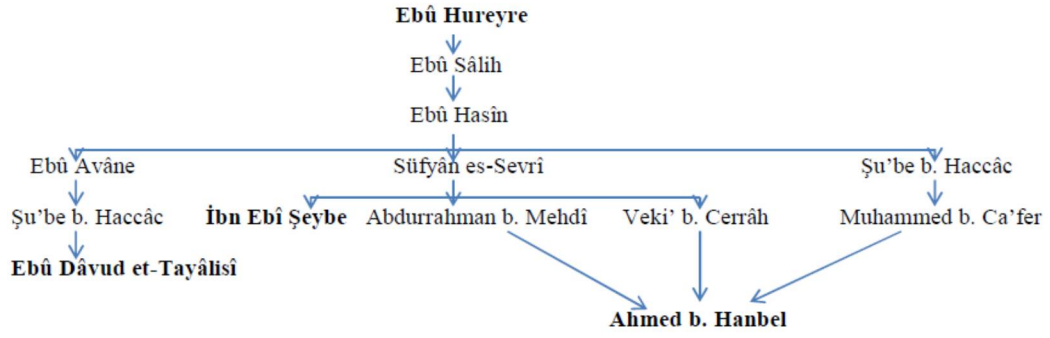 Ebû Hureyre
Ebû Sâlih
Ebû Hasîn
Ebû Avâne Süfyân es-Sevrî Şu’be b. Haccâc
Şu’be b. Haccâc İbn Ebî Şeybe Abdurrahman b. Mehdî Veki’ b. Cerrâh Muhammed b. Ca’fer
Ebû Dâvud et-Tayâlisî
Ahmed b. Hanbel